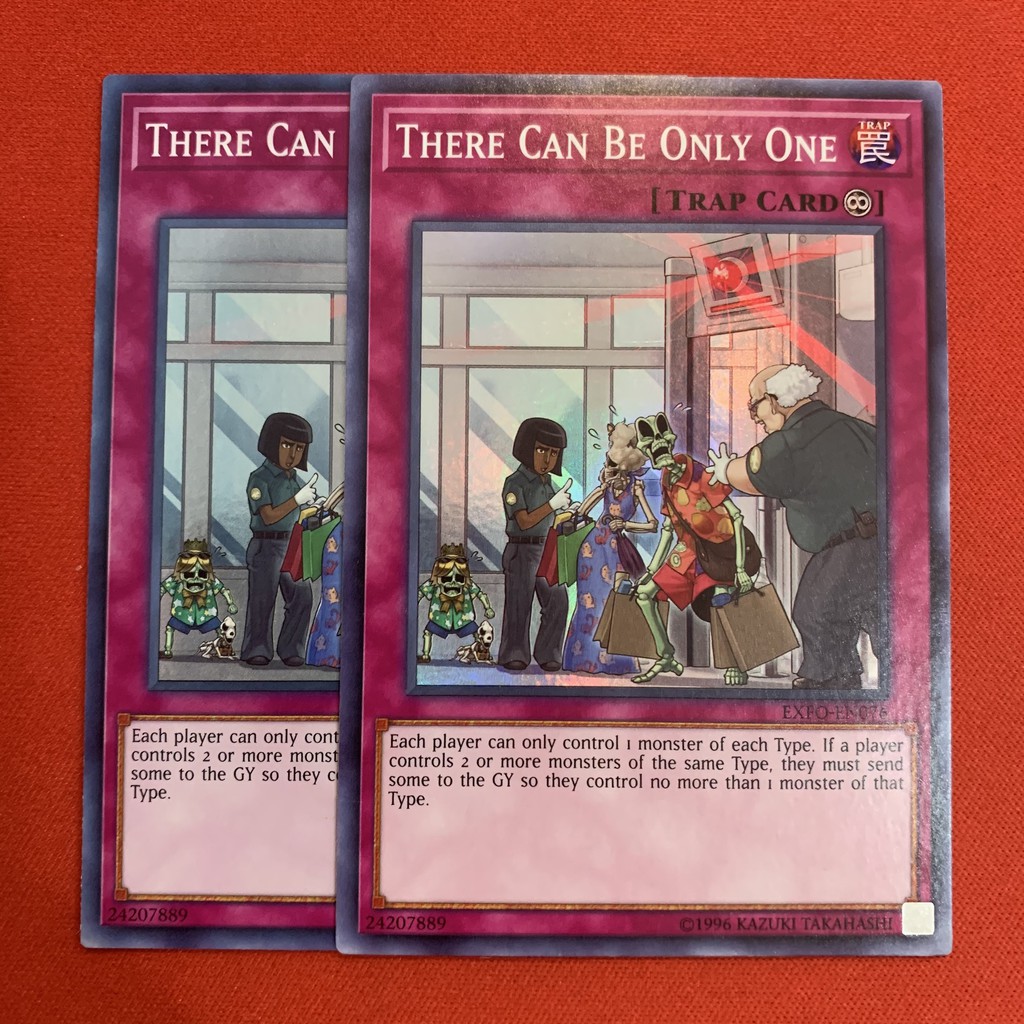 THERE CAN
Each player can only cont
controls 2 or more monst
some to the GY so they c
Type.
24207889
THERE CAN BE ONLY ONE
TRAP
罠
[TRAP CARD ]
EXFO-EN076
Each player can only control 1 monster of each Type. If a player
controls 2 or more monsters of the same Type, they must send
some to the GY so they control no more than 1 monster of that
Type.
24207889
©1996 KAZUKI TAKAHASHI